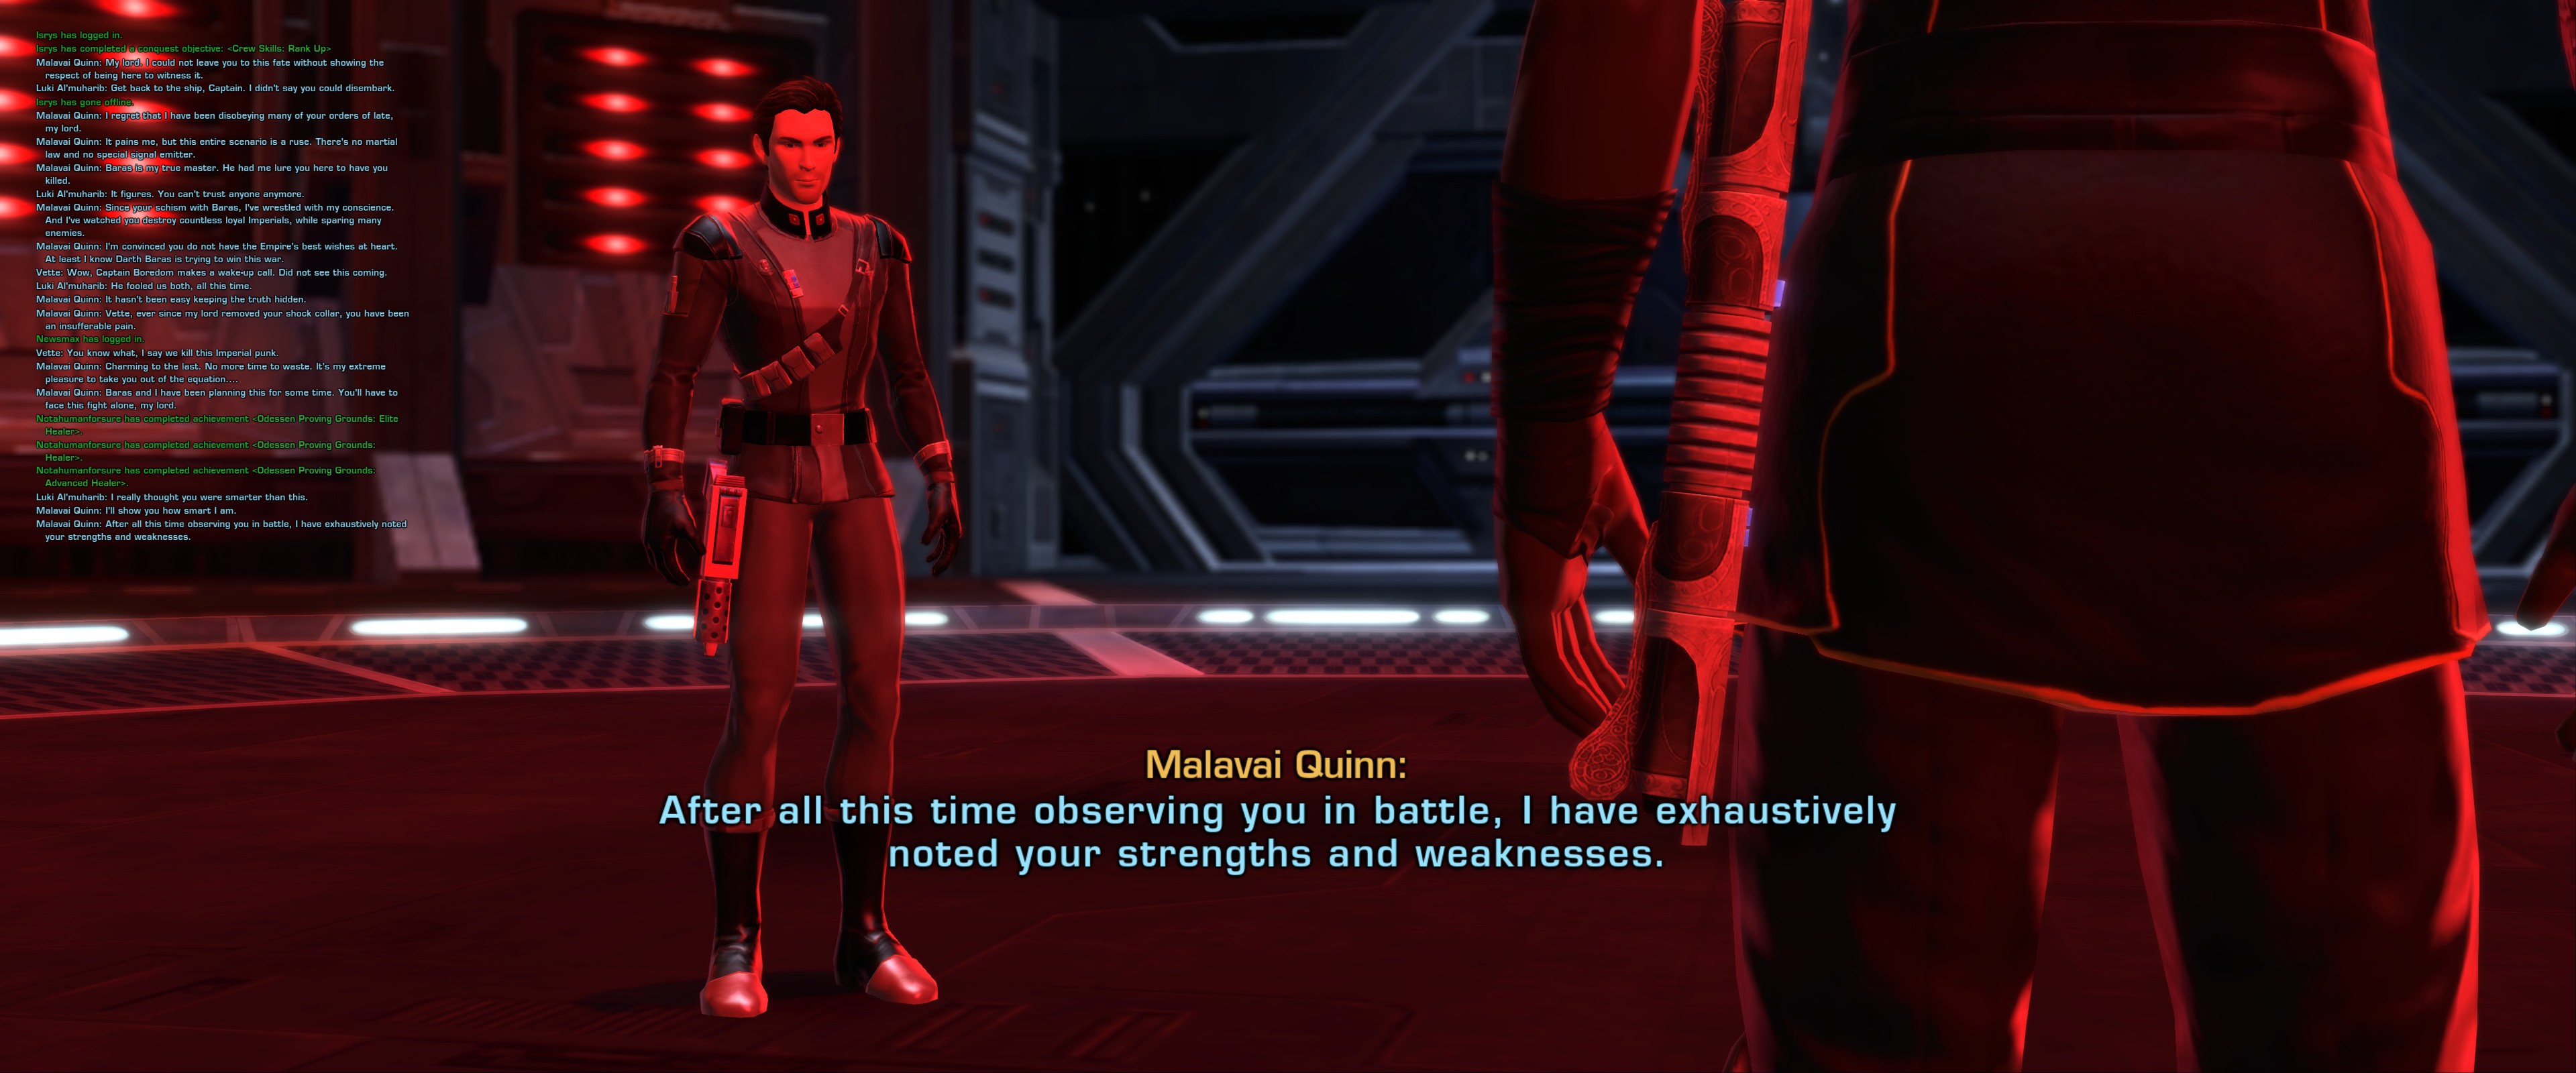 Isrys has logged in.
Isrys has completed a conquest objective: <Crew Skills: Rank Up>
Malavai Quinn: My lord, I could not leave you to this fate without showing the
respect of being here to witness it.
Luki Al'muharib: Get back to the ship, Captain. I didn't say you could disembark.
Isrys has gone offline.
Malavai Quinn: I regret that I have been disobeying many of your orders of late,
my lord.
Malavai Quinn: It pains me, but this entire scenario is a ruse. There's no martial
law and no special signal emitter.
Malavai Quinn: Baras is my true master. He had me lure you here to have you
killed.
Luki Al'muharib: It figures. You can't trust anyone anymore.
Malavai Quinn: Since your schism with Baras, I've wrestled with my conscience.
And I've watched you destroy countless loyal Imperials, while sparing many
enemies.
Malavai Quinn: I'm convinced you do not have the Empire's best wishes at heart.
At least I know Darth Baras is trying to win this war.
Vette: Wow, Captain Boredom makes a wake-up call. Did not see this coming.
Luki Al'muharib: He fooled us both, all this time.
Malavai Quinn: It hasn't been easy keeping the truth hidden.
Malavai Quinn: Vette, ever since my lord removed your shock collar, you have been
an insufferable pain.
Newsmax has logged in.
Vette: You know what, I say we kill this Imperial punk.
Malavai Quinn: Charming to the last. No more time to waste. It's my extreme
pleasure to take you out of the equation....
Malavai Quinn: Baras and I have been planning this for some time. You'll have to
face this fight alone, my lord.
Notahumanforsure has completed achievement <Odessen Proving Grounds: Elite
Healer>.
Notahumanforsure has completed achievement <Odessen Proving Grounds:
Healer>.
Notahumanforsure has completed achievement <Odessen Proving Grounds:
Advanced Healer>.
Luki Al'muharib: I really thought you were smarter than this.
Malavai Quinn: I'll show you how smart I am.
Malavai Quinn: After all this time observing you in battle, I have exhaustively noted
your strengths and weaknesses.
Malavai Quinn:
After all this time observing you in battle, I have exhaustively
noted your strengths and weaknesses.